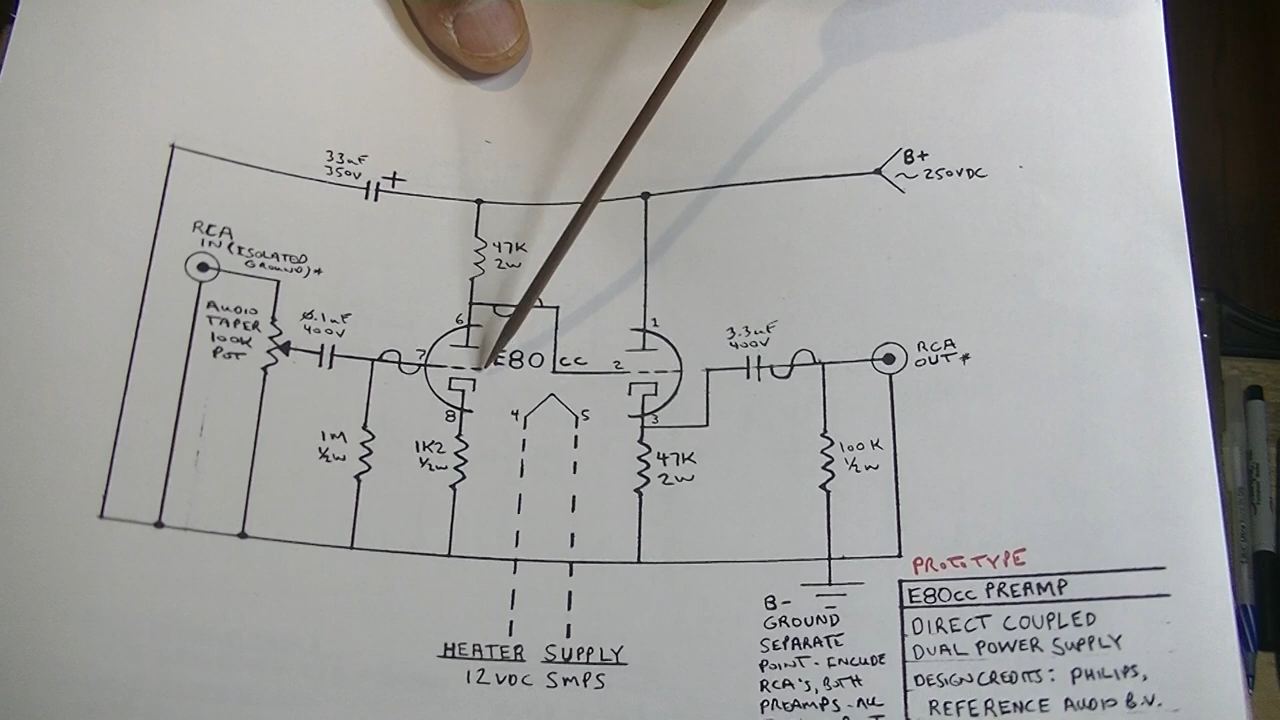 33uF
350V
+
B+
~250VDC
RCA
IN (ISOLATED
GROUND)*
47K
2W
AUDIO
TAPER
100K
POT
0.1uF
400V
6
7
8
E80 CC
4
5
1
2
3
3.3uF
400V
RCA
OUT*
1M
½W
1K2
½W
47K
2W
100K
½W
HEATER SUPPLY
12VDC SMPS
B-
GROUND
SEPARATE
POINT - ENCLUDE
RCA'S, BOTH
PREAMPS - ALL
PROTOTYPE
E80CC PREAMP
DIRECT COUPLED
DUAL POWER SUPPLY
DESIGN CREDITS: PHILIPS,
REFERENCE AUDIO B.V.